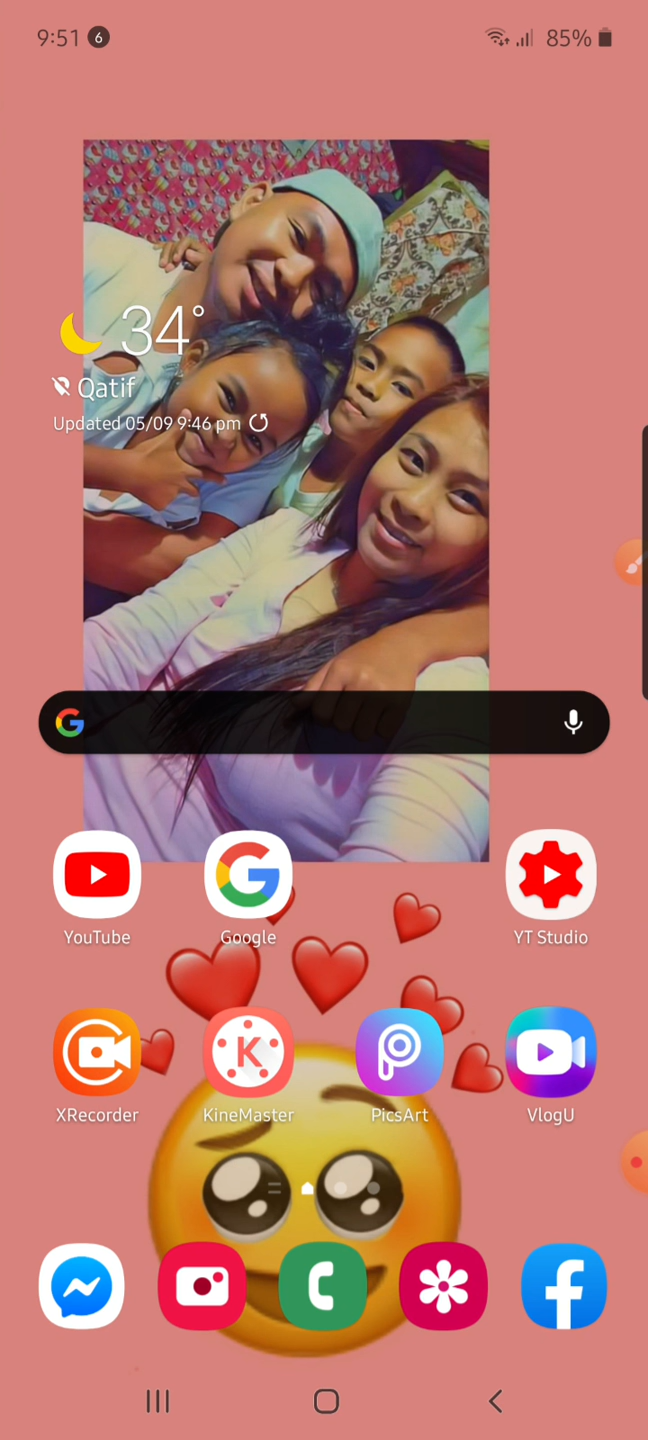 9:51 6 85%
34°
Qatif
Updated 05/09 9:46 pm
YouTube Google YT Studio
XRecorder KineMaster PicsArt VlogU